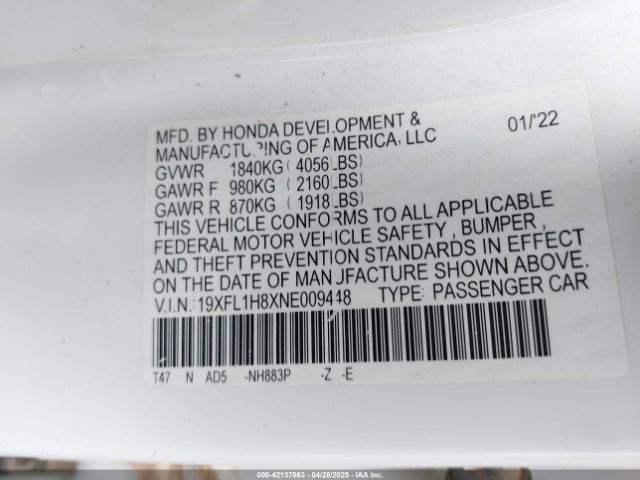 MFD. BY HONDA DEVELOPMENT & MANUFACTURING OF AMERICA, LLC 01/'22
GVWR 1840KG ( 4056LBS)
GAWR F 980KG ( 2160LBS)
GAWR R 870KG ( 1918LBS)
THIS VEHICLE CONFORMS TO ALL APPLICABLE
FEDERAL MOTOR VEHICLE SAFETY , BUMPER ,
AND THEFT PREVENTION STANDARDS IN EFFECT
ON THE DATE OF MANUFACTURE SHOWN ABOVE.
V.I.N.: 19XFL1H8XNE009448 TYPE: PASSENGER CAR
T47 N AD5 -NH883P -Z -E
000-42137863 - 04/28/2025 - IAA Inc.